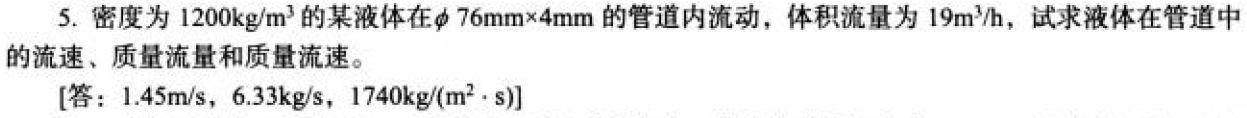 5. 密度为 1200kg/m³ 的某液体在ϕ 76mm×4mm 的管道内流动，体积流量为 19m³/h，试求液体在管道中
的流速、质量流量和质量流速。
[答：1.45m/s，6.33kg/s，1740kg/(m² · s)]